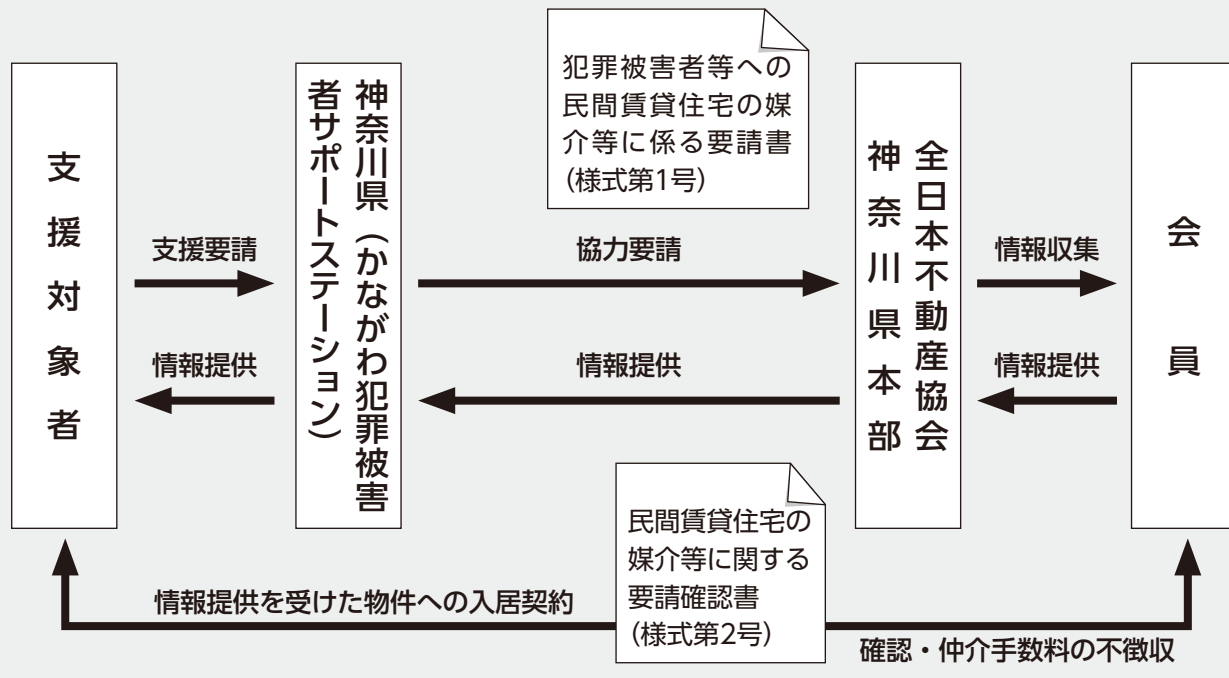 支援対象者
支援要請
情報提供
神奈川県（かながわ犯罪被害
者サポートステーション）
犯罪被害者等への
民間賃貸住宅の媒
介等に係る要請書
(様式第1号)
協力要請
情報提供
全日本不動産協会
神奈川県本部
情報収集
情報提供
会員
情報提供を受けた物件への入居契約
民間賃貸住宅の
媒介等に関する
要請確認書
(様式第2号)
確認・仲介手数料の不徴収